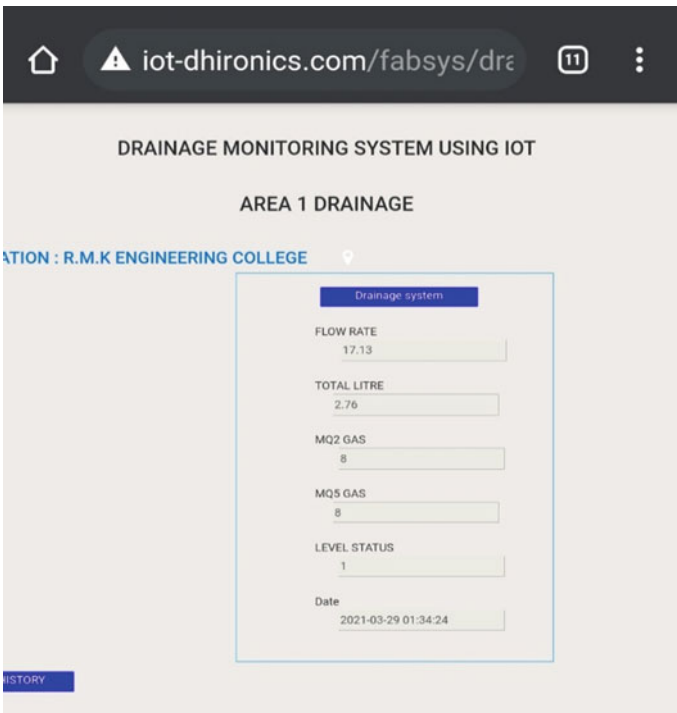 iot-dhironics.com/fabsys/dra
11
DRAINAGE MONITORING SYSTEM USING IOT
AREA 1 DRAINAGE
ATION : R.M.K ENGINEERING COLLEGE
Drainage system
FLOW RATE
17.13
TOTAL LITRE
2.76
MQ2 GAS
8
MQ5 GAS
8
LEVEL STATUS
1
Date
2021-03-29 01:34:24
HISTORY